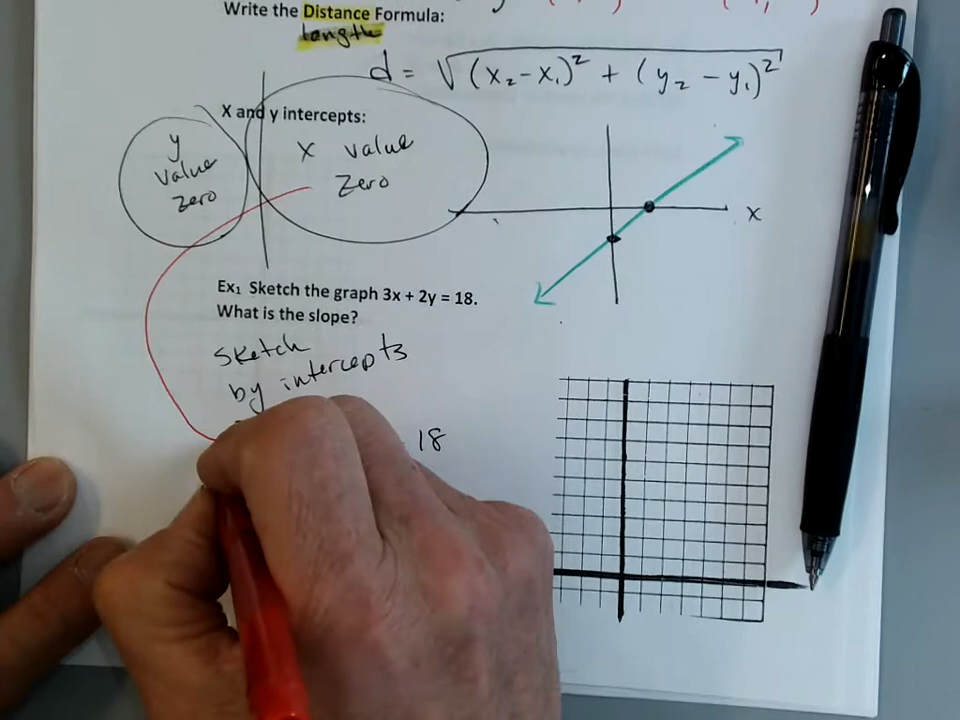 Write the Distance Formula:
length
d = √(x₂-x₁)² + (y₂ - y₁)²
X and y intercepts:
y
value
zero
x value
zero
x
Ex1 Sketch the graph 3x + 2y = 18.
What is the slope?
Sketch
by intercepts
18